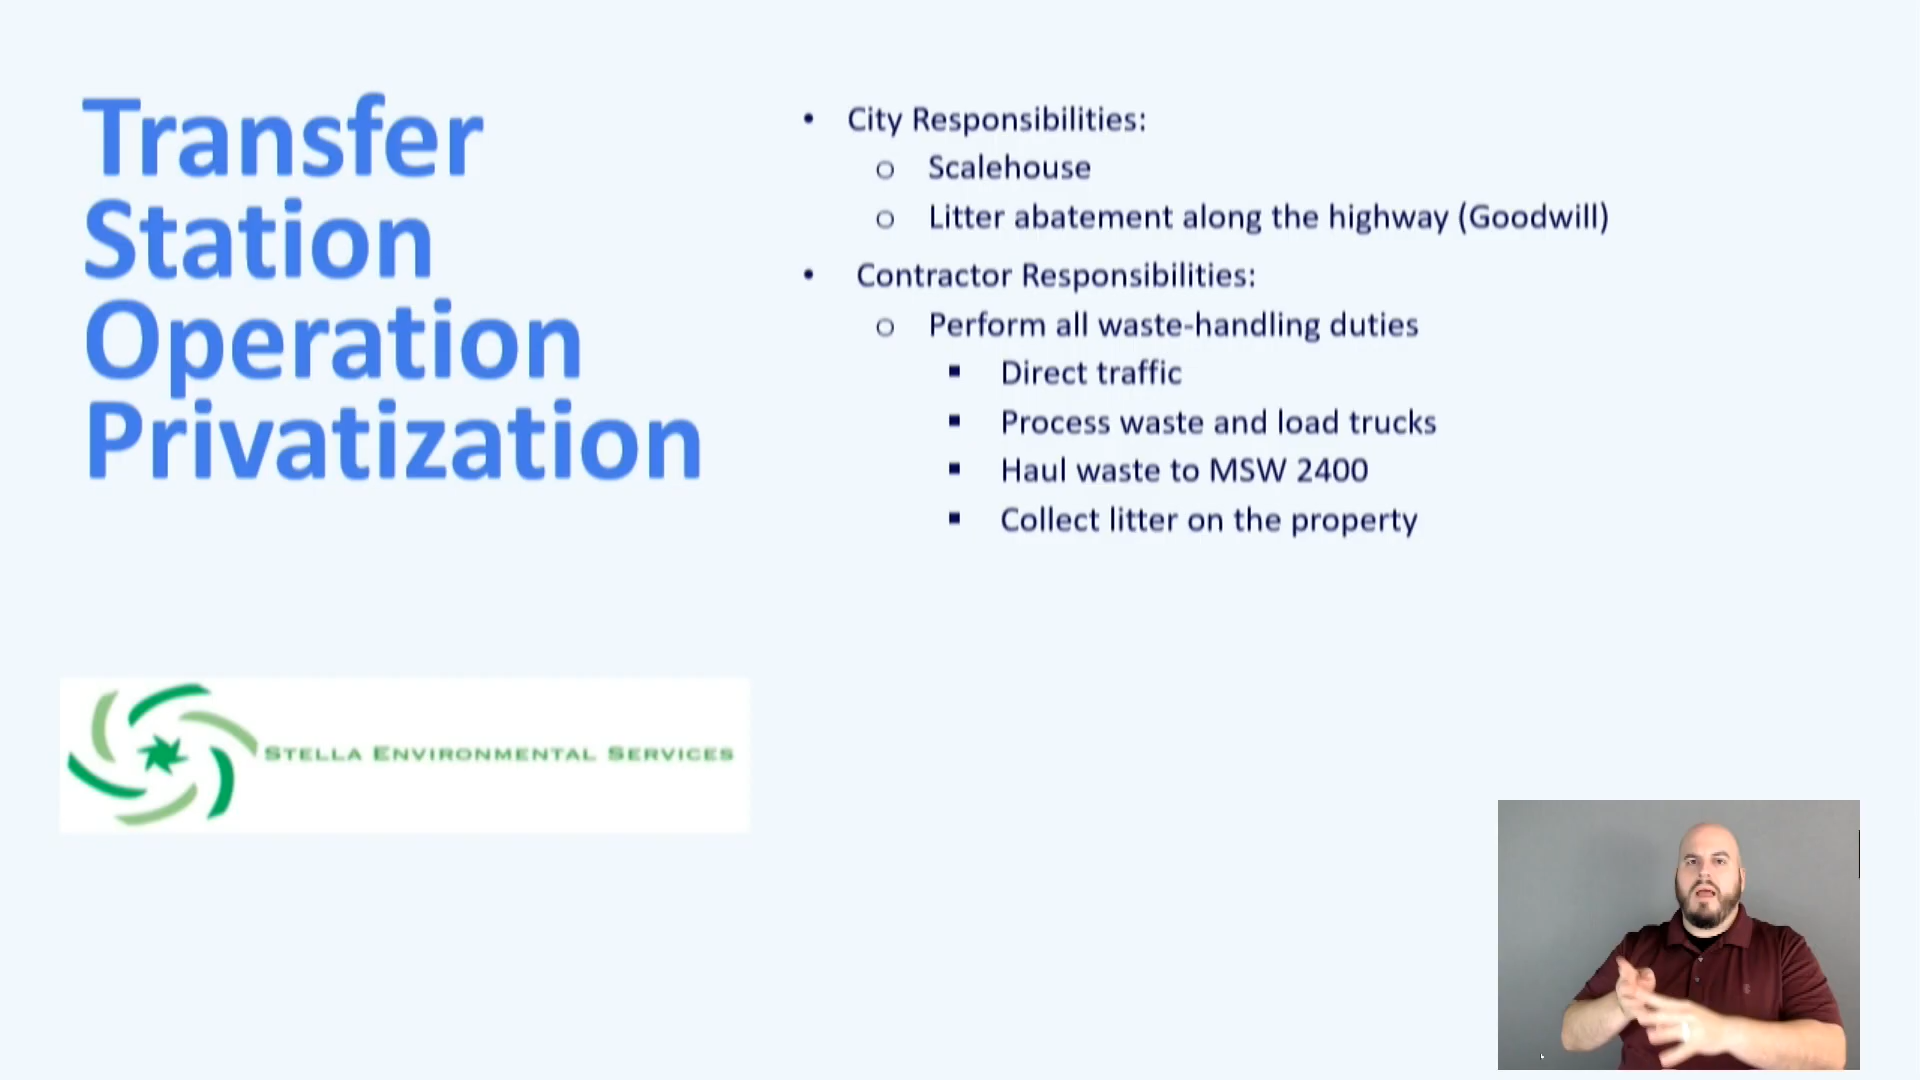 Transfer
Station
Operation
Privatization
• City Responsibilities:
o Scalehouse
o Litter abatement along the highway (Goodwill)
• Contractor Responsibilities:
o Perform all waste-handling duties
▪ Direct traffic
▪ Process waste and load trucks
▪ Haul waste to MSW 2400
▪ Collect litter on the property
STELLA ENVIRONMENTAL SERVICES